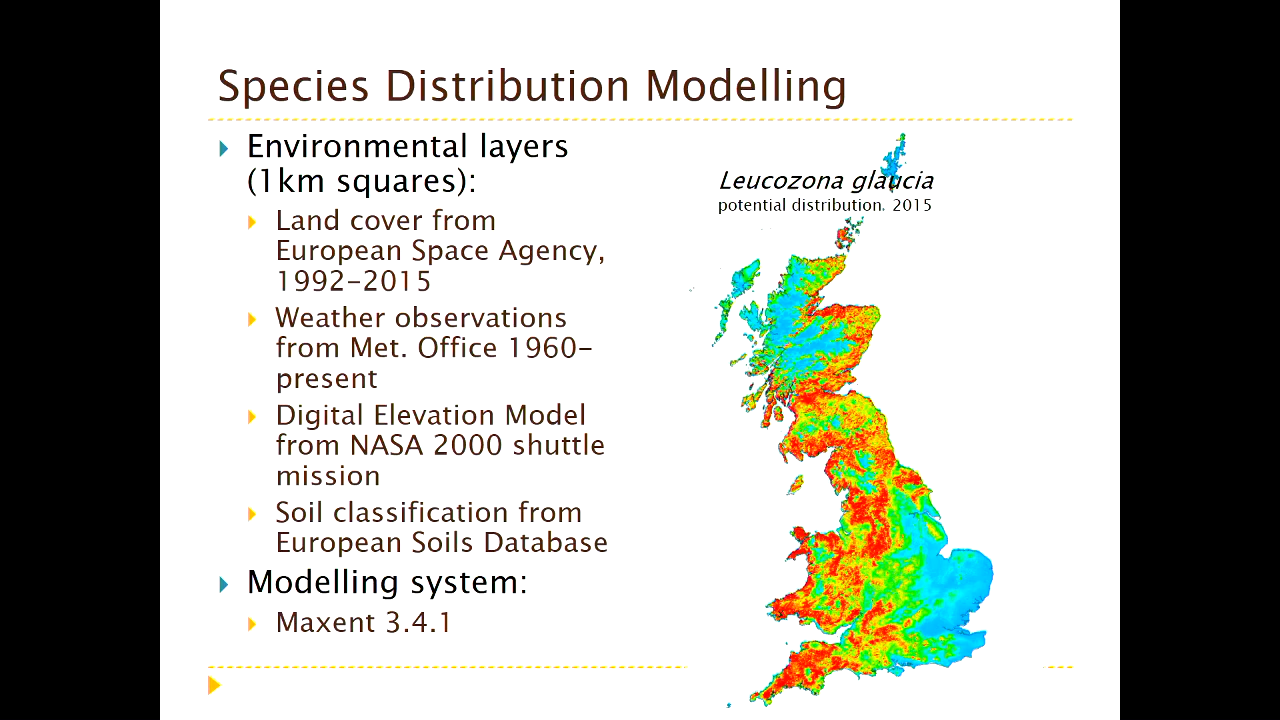 Species Distribution Modelling
Environmental layers
(1km squares):
Land cover from
European Space Agency,
1992-2015
Weather observations
from Met. Office 1960-
present
Digital Elevation Model
from NASA 2000 shuttle
mission
Soil classification from
European Soils Database
Modelling system:
Maxent 3.4.1
Leucozona glaucia
potential distribution. 2015